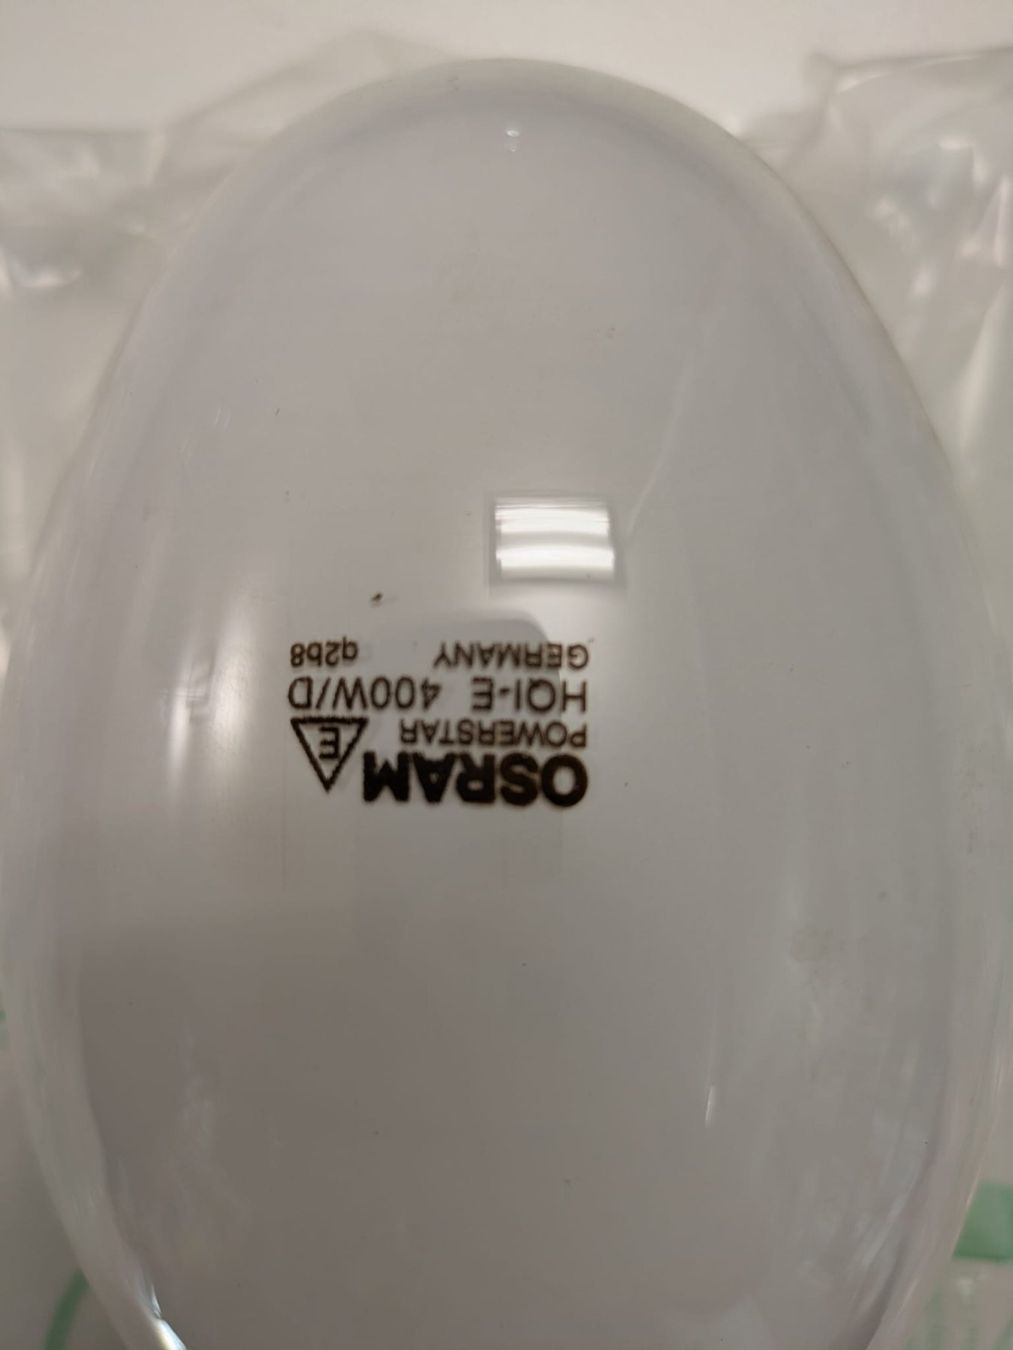 OSRAM
POWERSTAR E
HQI-E 400W/D
GERMANY q2b8